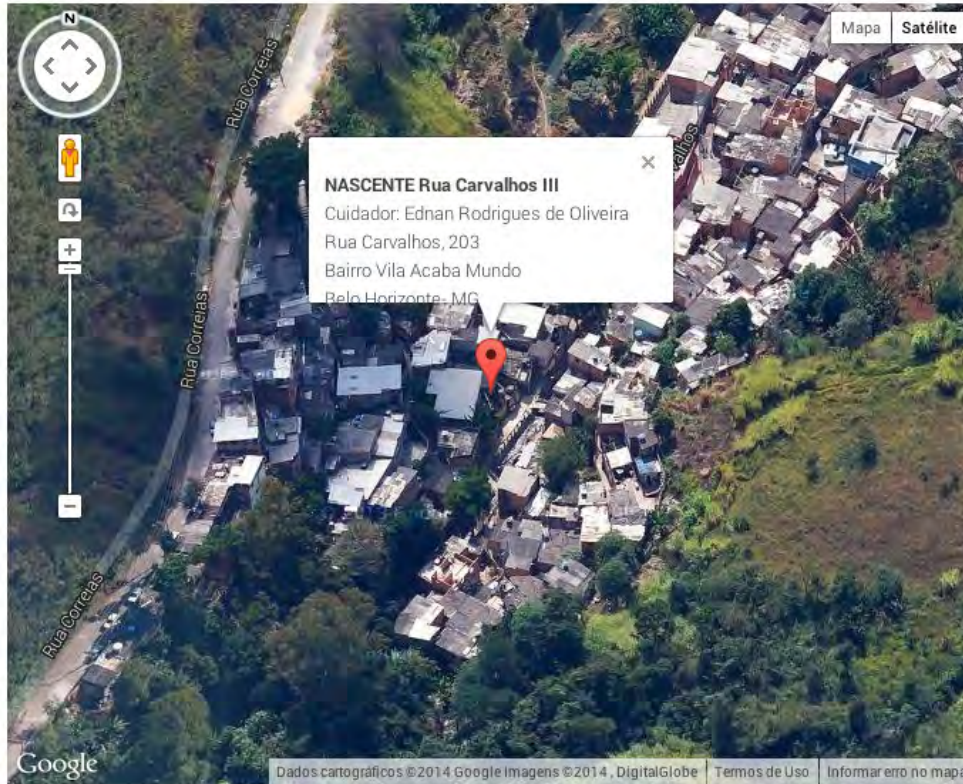 N
Mapa
Satélite
Rua Correias
alhos
NASCENTE Rua Carvalhos III
Cuidador: Ednan Rodrigues de Oliveira
Rua Carvalhos, 203
Bairro Vila Acaba Mundo
Belo Horizonte- MG
Rua Correias
Rua Correias
Google
Dados cartográficos ©2014 Google Imagens ©2014 , DigitalGlobe
Termos de Uso
Informar erro no mapa